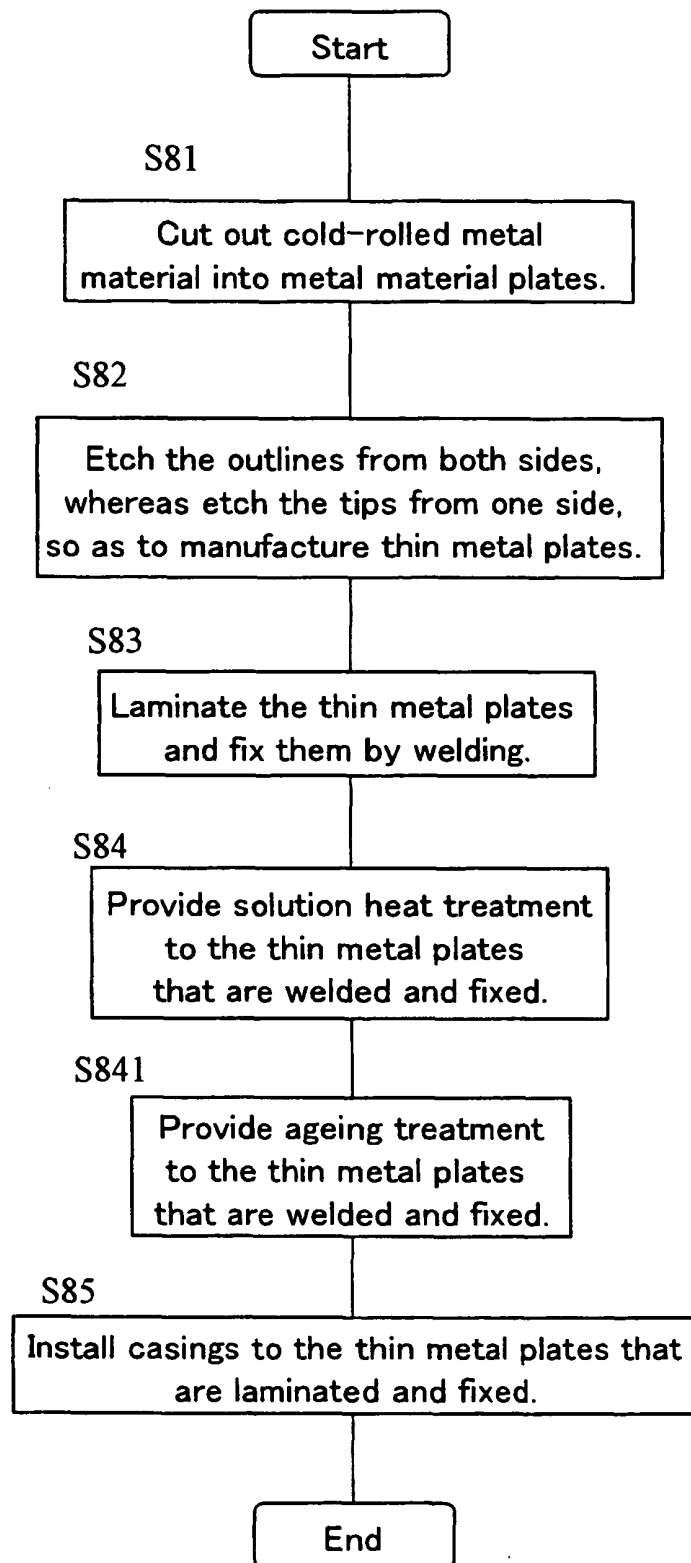 Start
S81
Cut out cold-rolled metal
material into metal material plates.
S82
Etch the outlines from both sides,
whereas etch the tips from one side,
so as to manufacture thin metal plates.
S83
Laminate the thin metal plates
and fix them by welding.
S84
Provide solution heat treatment
to the thin metal plates
that are welded and fixed.
S841
Provide ageing treatment
to the thin metal plates
that are welded and fixed.
S85
Install casings to the thin metal plates that
are laminated and fixed.
End